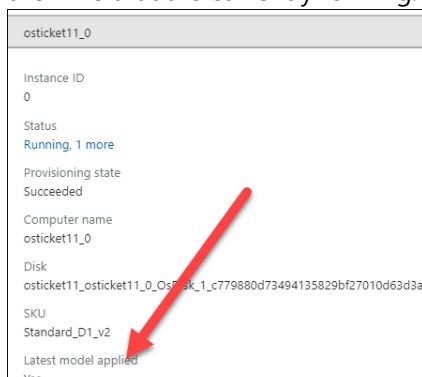 osticket11_0
Instance ID
0
Status
Running, 1 more
Provisioning state
Succeeded
Computer name
osticket11_0
Disk
SKU
Standard_D1_v2
Latest model applied